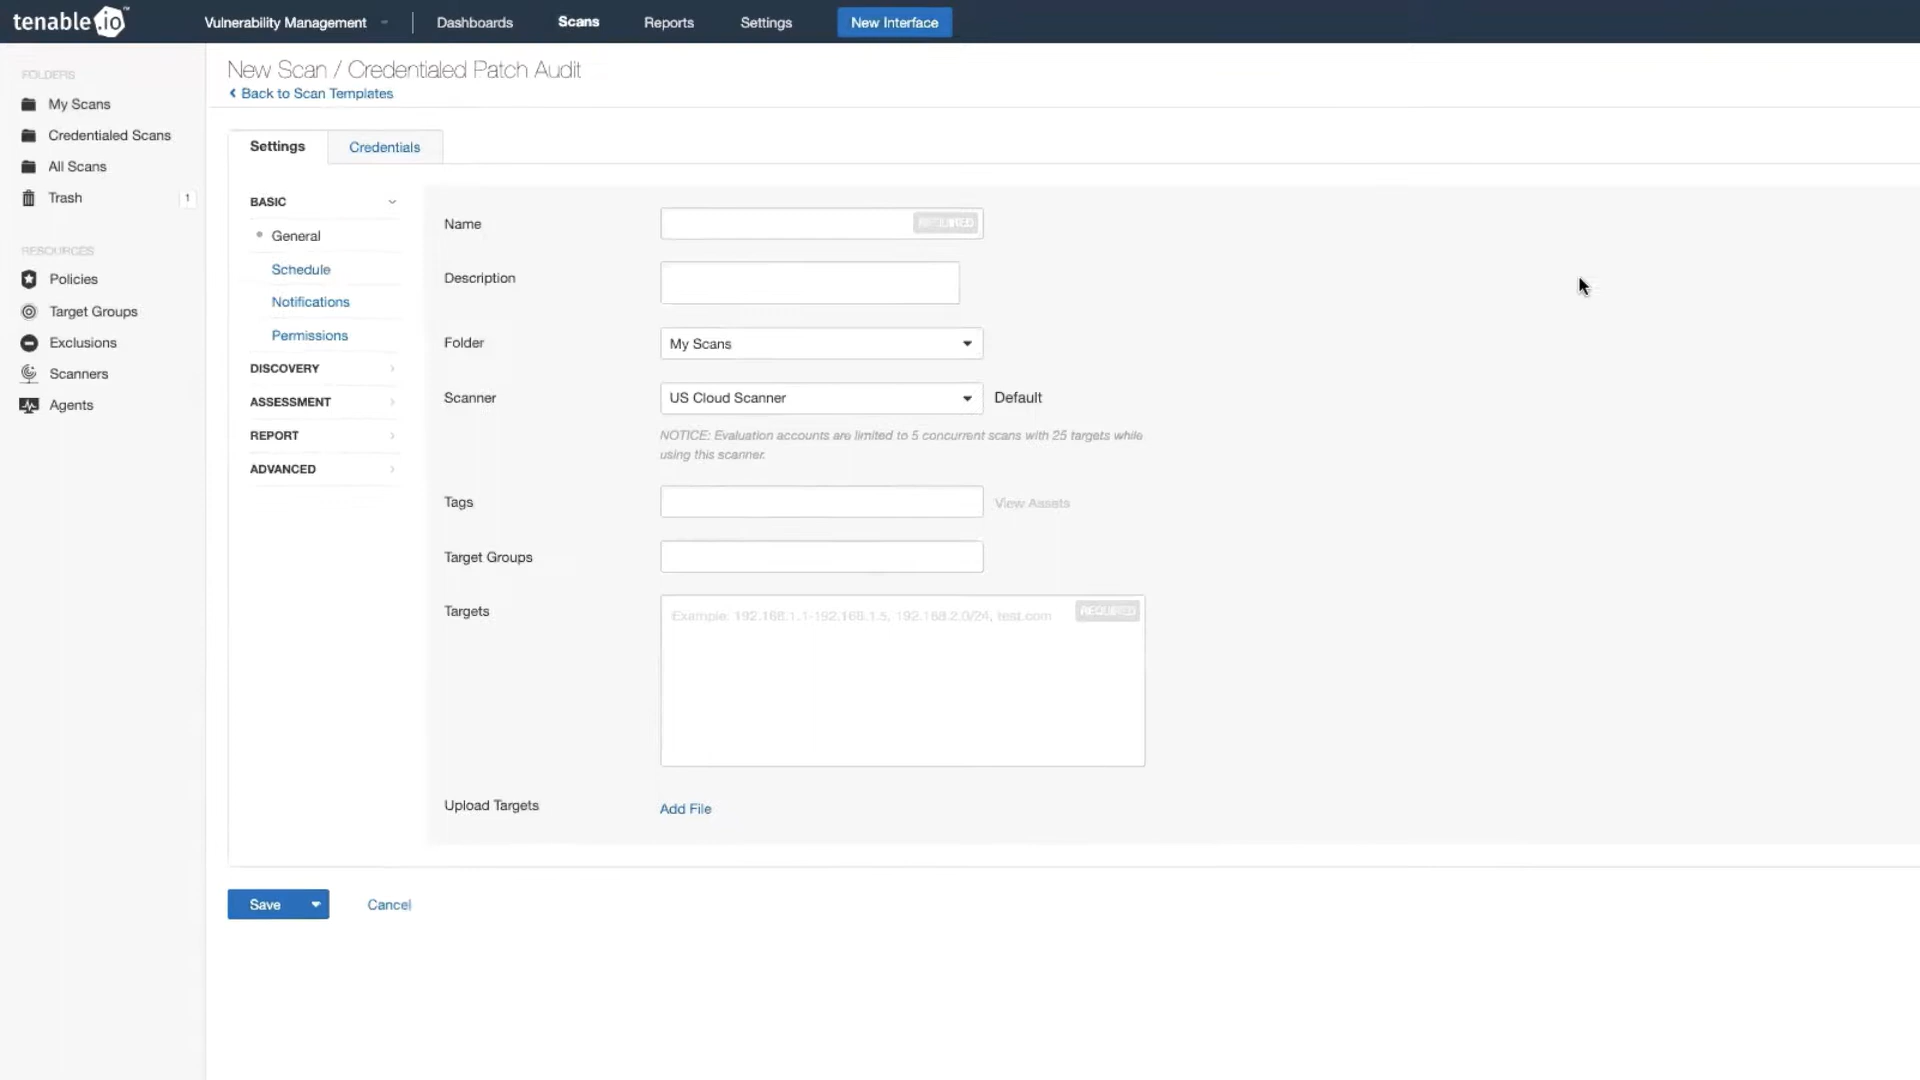 tenable.io™
Vulnerability Management
Dashboards
Scans
Reports
Settings
New Interface
FOLDERS
My Scans
Credentialed Scans
All Scans
Trash
1
RESOURCES
Policies
Target Groups
Exclusions
Scanners
Agents
New Scan / Credentialed Patch Audit
Back to Scan Templates
Settings
Credentials
BASIC
General
Schedule
Notifications
Permissions
DISCOVERY
ASSESSMENT
REPORT
ADVANCED
Name
REQUIRED
Description
Folder
My Scans
Scanner
US Cloud Scanner
Default
NOTICE: Evaluation accounts are limited to 5 concurrent scans with 25 targets while
using this scanner.
Tags
View Assets
Target Groups
Targets
Example: 192.168.1.1-192.168.1.5, 192.168.2.0/24, test.com
REQUIRED
Upload Targets
Add File
Save
Cancel